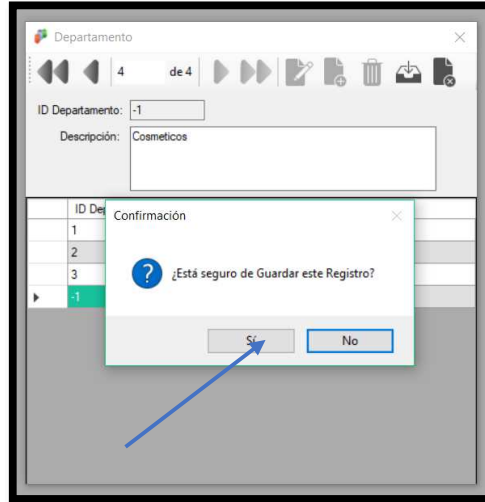 Departamento
4 de 4
ID Departamento: -1
Descripción: Cosmeticos
ID De
Confirmación
1
2
¿Está seguro de Guardar este Registro?
3
-1
Sí No